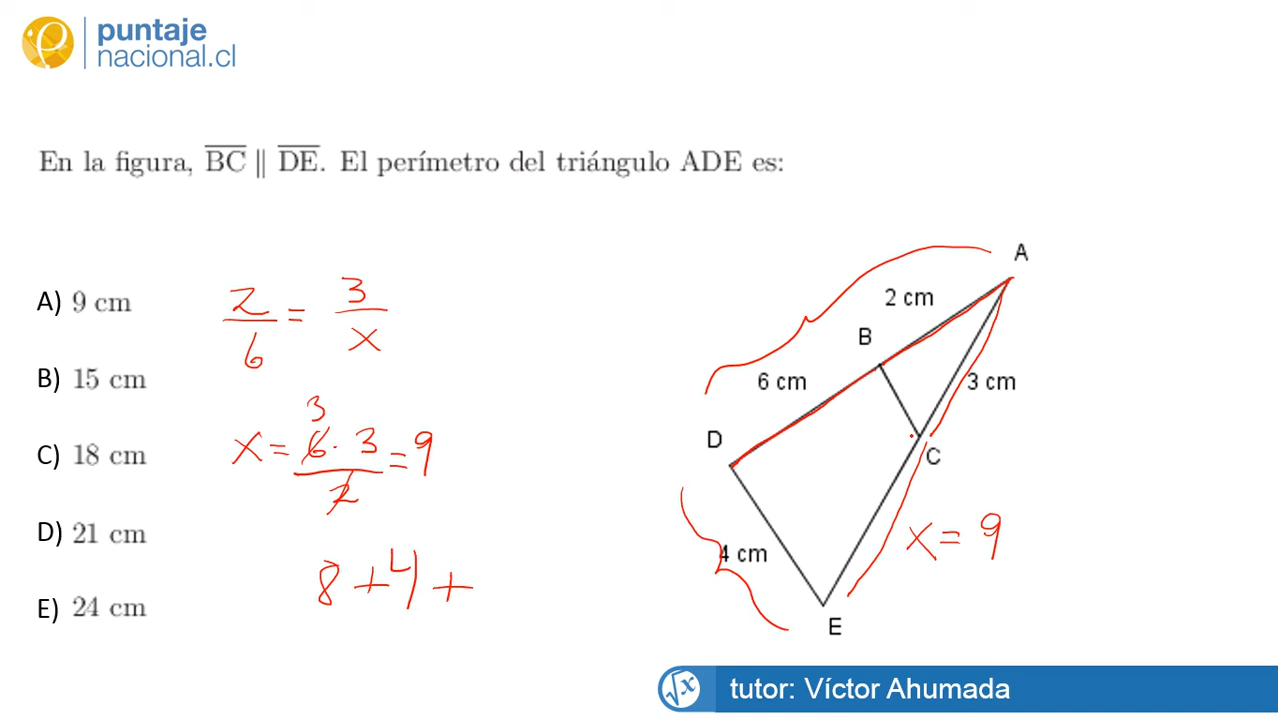 puntaje
nacional.cl
En la figura, BC ∥ DE. El perímetro del triángulo ADE es:
A) 9 cm
B) 15 cm
C) 18 cm
D) 21 cm
E) 24 cm
2/6 = 3/x
x = 6 · 3 / 2 = 9
3
8 + 4 +
A
2 cm
B
6 cm
3 cm
D
C
4 cm
x = 9
E
√x
tutor: Víctor Ahumada